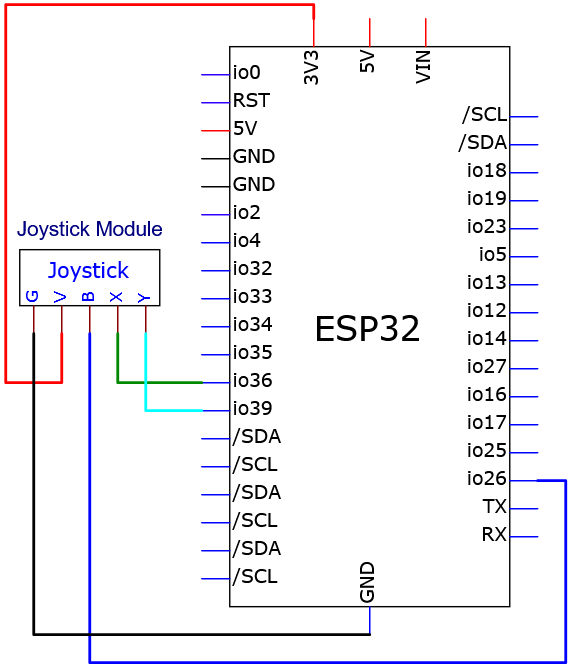 3V3
5V
VIN
io0
RST
5V
GND
GND
io2
io4
io32
io33
io34
io35
io36
io39
/SDA
/SCL
/SDA
/SCL
/SDA
/SCL
Joystick Module
Joystick
G V B X Y
ESP32
/SCL
/SDA
io18
io19
io23
io5
io13
io12
io14
io27
io16
io17
io25
io26
TX
RX
GND